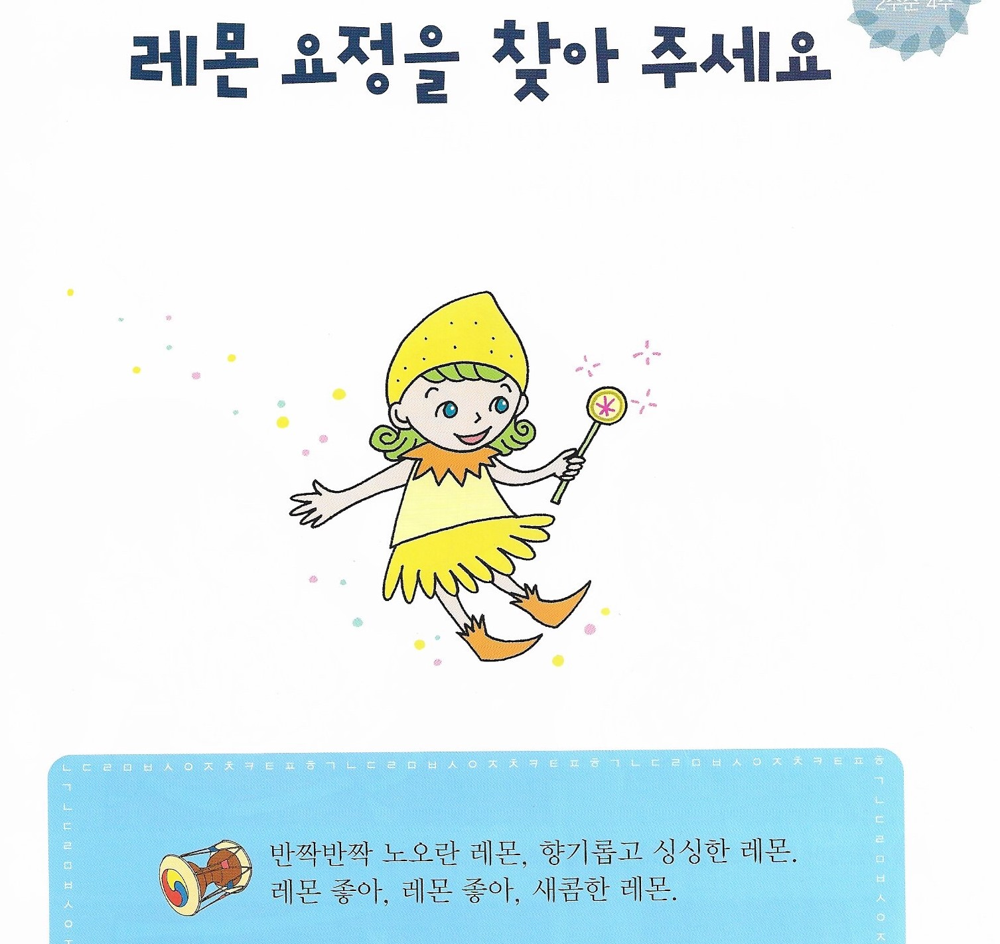 레몬 요정을 찾아 주세요
ㄴㄷㄹㅁㅂㅅㅇㅈㅊㅋㅌㅍㅎㄱㄴㄷㄹㅁㅂㅅㅇㅈㅊㅋㅌㅍㅎㄱㄴㄷㄹㅁㅂㅅㅇㅈㅊㅋㅌㅍㅎ
반짝반짝 노오란 레몬, 향기롭고 싱싱한 레몬.
레몬 좋아, 레몬 좋아, 새콤한 레몬.